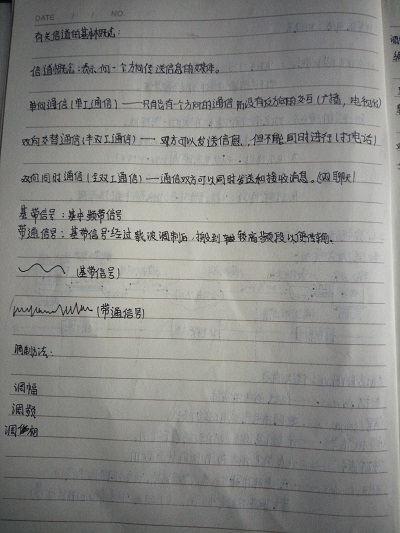 DATE / / NO.
有关信道的基本概念：
信道概念：表示向一个方向传送信息的媒体。
单向通信（单工通信）——只能有一个方向的通信而没有反方向的交互（广播，电视台）
双向交替通信（半双工通信）—— 双方可以发送信息，但不能同时进行（打电话）
双向同时通信（全双工通信）——通信双方可以同时发送和接收消息。（聊天）
基带信号：基本频带信号
带通信号：基带信号经过载波调制后，搬到较高频段以便传输。
（基带信号）
（带通信号）
调制方法：
调幅
调频
调相